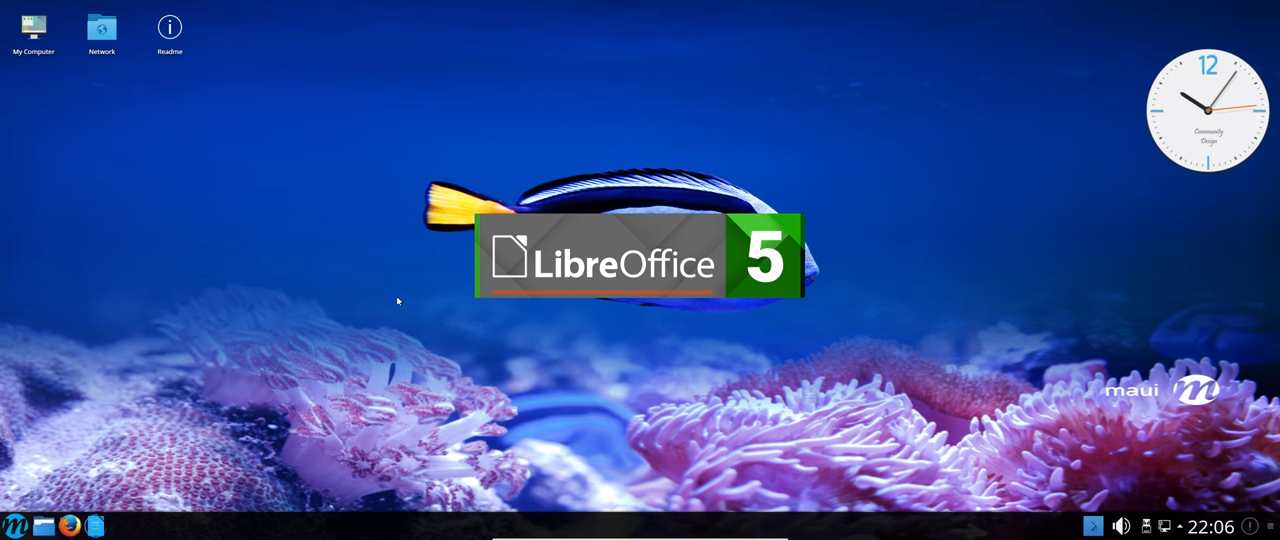 My Computer
Network
Readme
12
Community
Design
LibreOffice 5
maui m
m
22:06